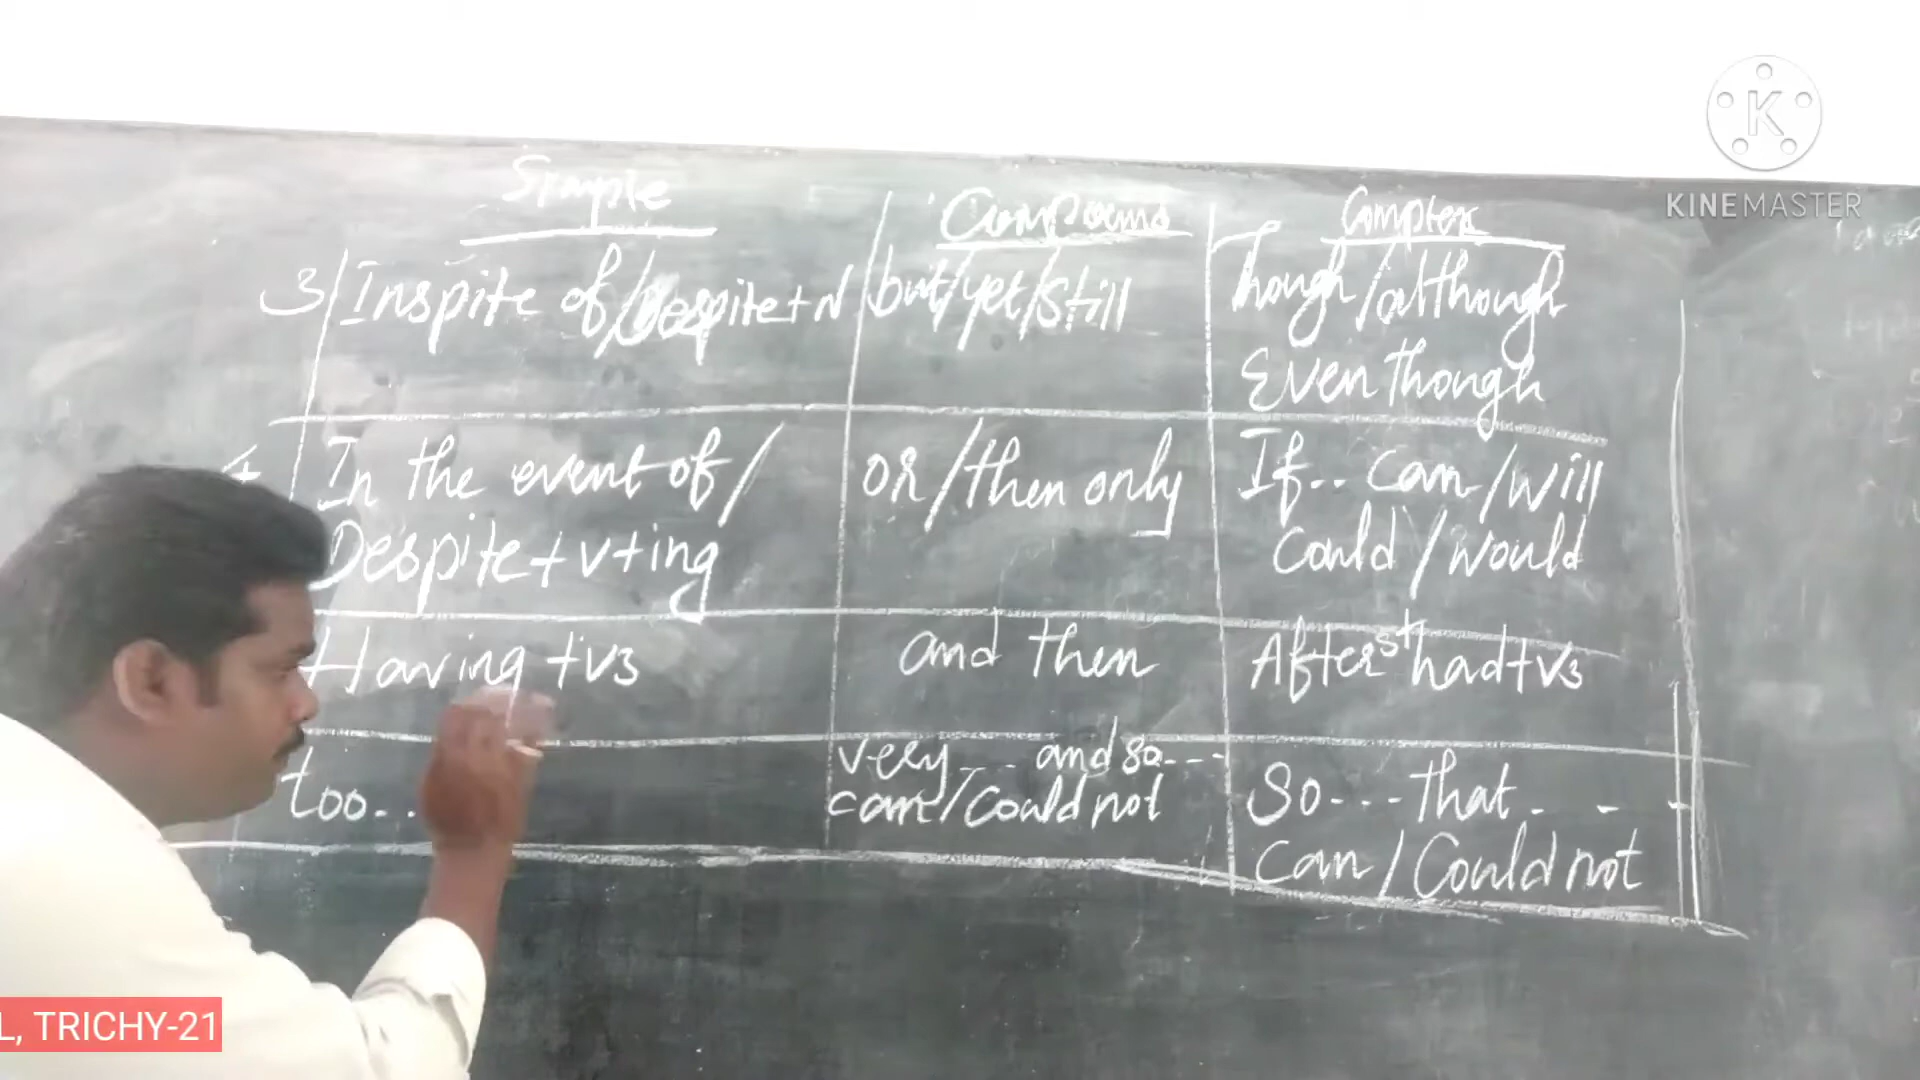 Simple Compound Complex
3 Inspite of/Despite+N but/yet/still Though/although
Even though
In the event of/ or/then only If.. can/will
Despite+v+ing Could/would
Having +v3 and then After st had+v3
too... very.... and so.... So---that. - -
can/Could not can/Could not
K
KINEMASTER
L, TRICHY-21